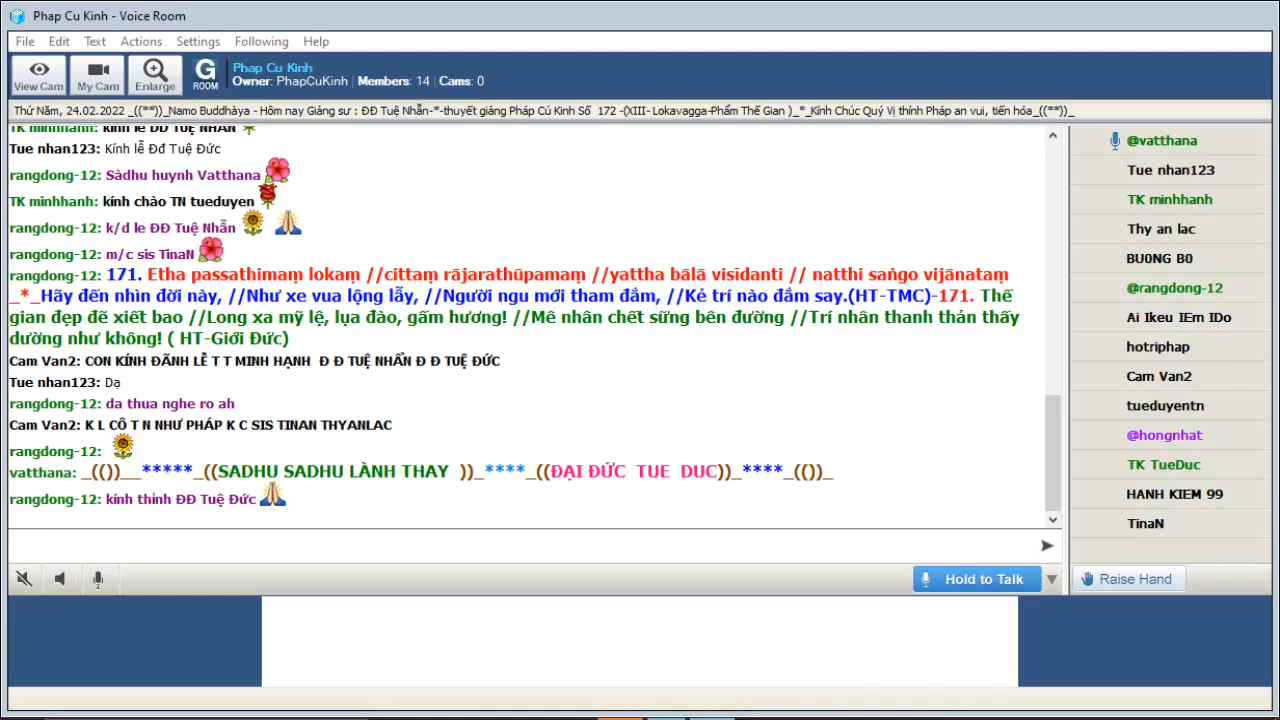 Phap Cu Kinh - Voice Room
File Edit Text Actions Settings Following Help
View Cam My Cam Enlarge G ROOM
Phap Cu Kinh
Owner: PhapCuKinh | Members: 14 | Cams: 0
Thứ Năm, 24.02.2022 _((**))_Namo Buddhàya - Hôm nay Giảng sư : ĐĐ Tuệ Nhẫn-*-thuyết giảng Pháp Cú Kinh Số 172 -(XIII- Lokavagga-Phẩm Thế Gian )_*_Kính Chúc Quý Vị thính Pháp an vui, tiến hóa_((**))_
TK minhhanh: kính lễ ĐĐ TUỆ NHẪN
Tue nhan123: Kính lễ Đđ Tuệ Đức
rangdong-12: Sàdhu huynh Vatthana
TK minhhanh: kính chào TN tueduyen
rangdong-12: k/d le ĐĐ Tuệ Nhẫn
rangdong-12: m/c sis TinaN
rangdong-12: 171. Etha passathimaṃ lokaṃ //cittaṃ rājarathūpamaṃ //yattha bālā visīdanti // natthi saṅgo vijānataṃ
_*_Hãy đến nhìn đời này, //Như xe vua lộng lẫy, //Người ngu mới tham đắm, //Kẻ trí nào đắm say.(HT-TMC)-171. Thế
gian đẹp đẽ xiết bao //Long xa mỹ lệ, lụa đào, gấm hương! //Mê nhân chết sững bên đường //Trí nhân thanh thản thấy
dường như không! ( HT-Giới Đức)
Cam Van2: CON KÍNH ĐÃNH LỄ T T MINH HẠNH Đ Đ TUỆ NHẨN Đ Đ TUỆ ĐỨC
Tue nhan123: Dạ
rangdong-12: da thua nghe ro ah
Cam Van2: K L CÔ T N NHƯ PHÁP K C SIS TINAN THYANLAC
rangdong-12:
vatthana: _(())__*****_((SADHU SADHU LÀNH THAY ))_****_((ĐẠI ĐỨC TUE DUC))_****_(())_
rangdong-12: kính thỉnh ĐĐ Tuệ Đức
@vatthana
Tue nhan123
TK minhhanh
Thy an lac
BU0NG B0
@rangdong-12
Ai Ikeu IEm IDo
hotriphap
Cam Van2
tueduyentn
@hongnhat
TK TueDuc
HANH KIEM 99
TinaN
Hold to Talk
Raise Hand